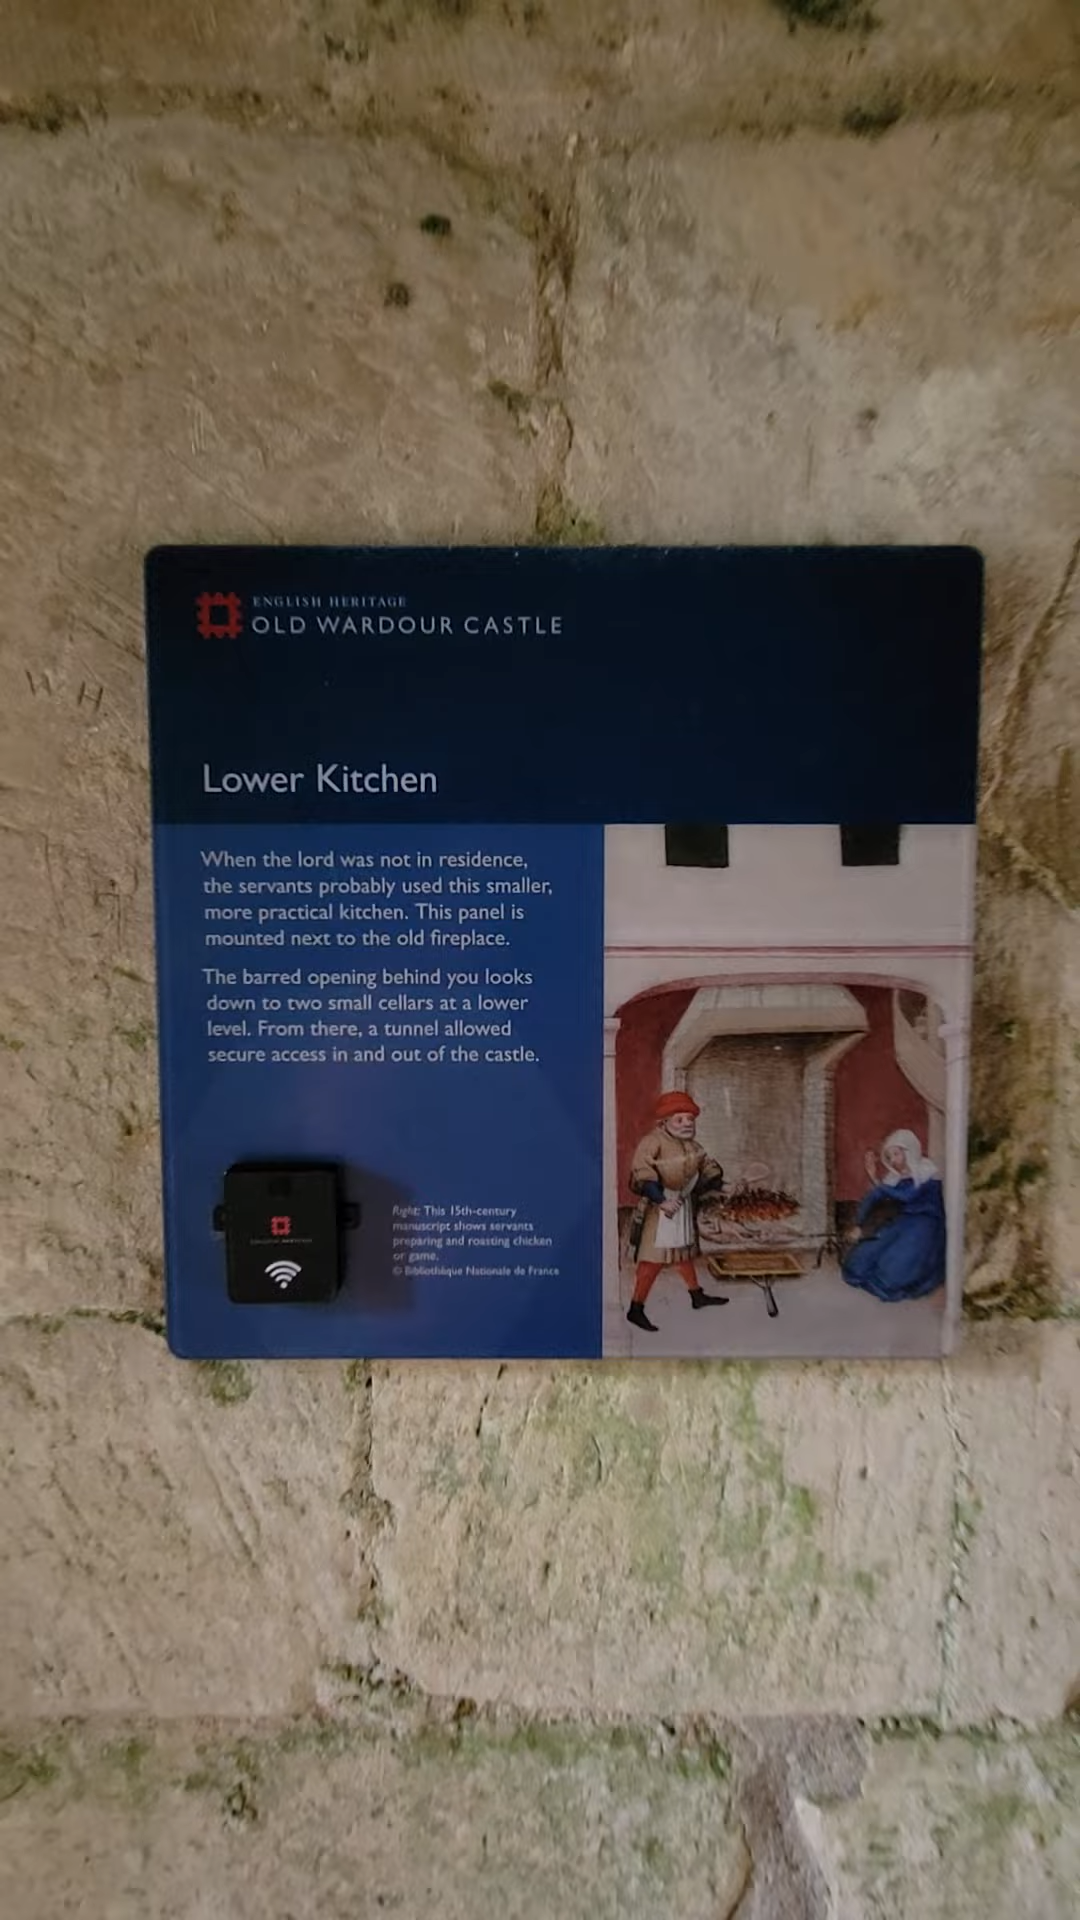 ENGLISH HERITAGE
OLD WARDOUR CASTLE
Lower Kitchen
When the lord was not in residence,
the servants probably used this smaller,
more practical kitchen. This panel is
mounted next to the old fireplace.
The barred opening behind you looks
down to two small cellars at a lower
level. From there, a tunnel allowed
secure access in and out of the castle.
Right: This 15th-century
manuscript shows servants
preparing and roasting chicken
or game.
© Bibliothèque Nationale de France
W H